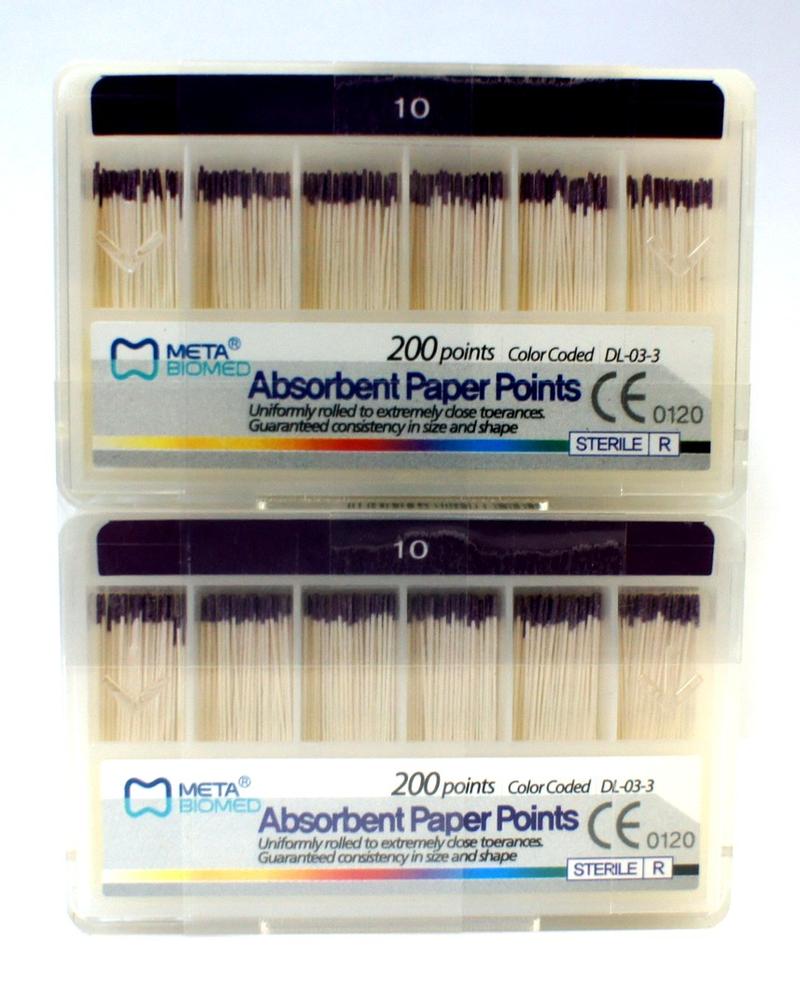 10
META®
BIOMED
200 points Color Coded DL-03-3
Absorbent Paper Points
Uniformly rolled to extremely close toerances.
Guaranteed consistency in size and shape
CE 0120
STERILE R
10
META®
BIOMED
200 points Color Coded DL-03-3
Absorbent Paper Points
Uniformly rolled to extremely close toerances.
Guaranteed consistency in size and shape
CE 0120
STERILE R